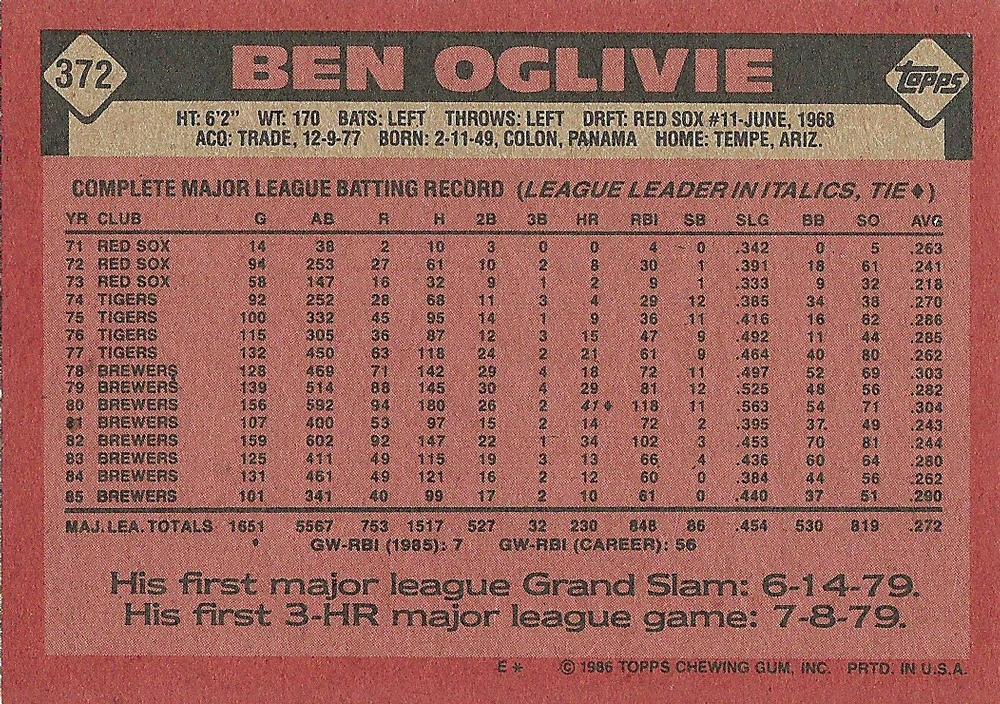 372 BEN OGLIVIE TOPPS
HT: 6'2" WT: 170 BATS: LEFT THROWS: LEFT DRFT: RED SOX #11-JUNE, 1968
ACQ: TRADE, 12-9-77 BORN: 2-11-49, COLON, PANAMA HOME: TEMPE, ARIZ.
COMPLETE MAJOR LEAGUE BATTING RECORD (LEAGUE LEADER IN ITALICS, TIE♦)
YR CLUB G AB R H 2B 3B HR RBI SB SLG BB SO AVG
71 RED SOX 14 38 2 10 3 0 0 4 0 .342 0 5 .263
72 RED SOX 94 253 27 61 10 2 8 30 1 .391 18 61 .241
73 RED SOX 58 147 16 32 9 1 2 9 1 .333 9 32 .218
74 TIGERS 92 252 28 68 11 3 4 29 12 .385 34 38 .270
75 TIGERS 100 332 45 95 14 1 9 36 11 .416 16 62 .286
76 TIGERS 115 305 36 87 12 3 15 47 9 .492 11 44 .285
77 TIGERS 132 450 63 118 24 2 21 61 9 .464 40 80 .262
78 BREWERS 128 469 71 142 29 4 18 72 11 .497 52 69 .303
79 BREWERS 139 514 88 145 30 4 29 81 12 .525 48 56 .282
80 BREWERS 156 592 94 180 26 2 41♦ 118 11 .563 54 71 .304
81 BREWERS 107 400 53 97 15 2 14 72 2 .395 37 49 .243
82 BREWERS 159 602 92 147 22 1 34 102 3 .453 70 81 .244
83 BREWERS 125 411 49 115 19 3 13 66 4 .436 60 64 .280
84 BREWERS 131 461 49 121 16 2 12 60 0 .384 44 56 .262
85 BREWERS 101 341 40 99 17 2 10 61 0 .440 37 51 .290
MAJ. LEA. TOTALS 1651 5567 753 1517 527 32 230 848 86 .454 530 819 .272
GW-RBI (1985): 7 GW-RBI (CAREER): 56
His first major league Grand Slam: 6-14-79.
His first 3-HR major league game: 7-8-79.
E* © 1986 TOPPS CHEWING GUM, INC. PRTD. IN U.S.A.